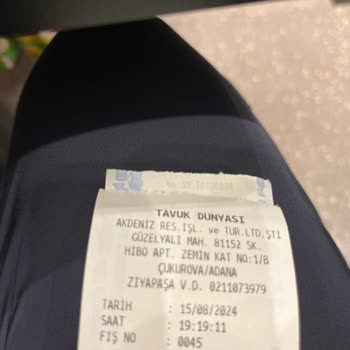 TAVUK DUNYASI
AKDENİZ RES.İŞL. ve TUR.LTD.ŞTİ
GÜZELYALI MAH. 81152 SK.
HİBO APT. ZEMİN KAT NO:1/B
ÇUKUROVA/ADANA
ZİYAPAŞA V.D. 0211073979
TARİH : 15/08/2024
SAAT : 19:19:11
FİŞ NO : 0045